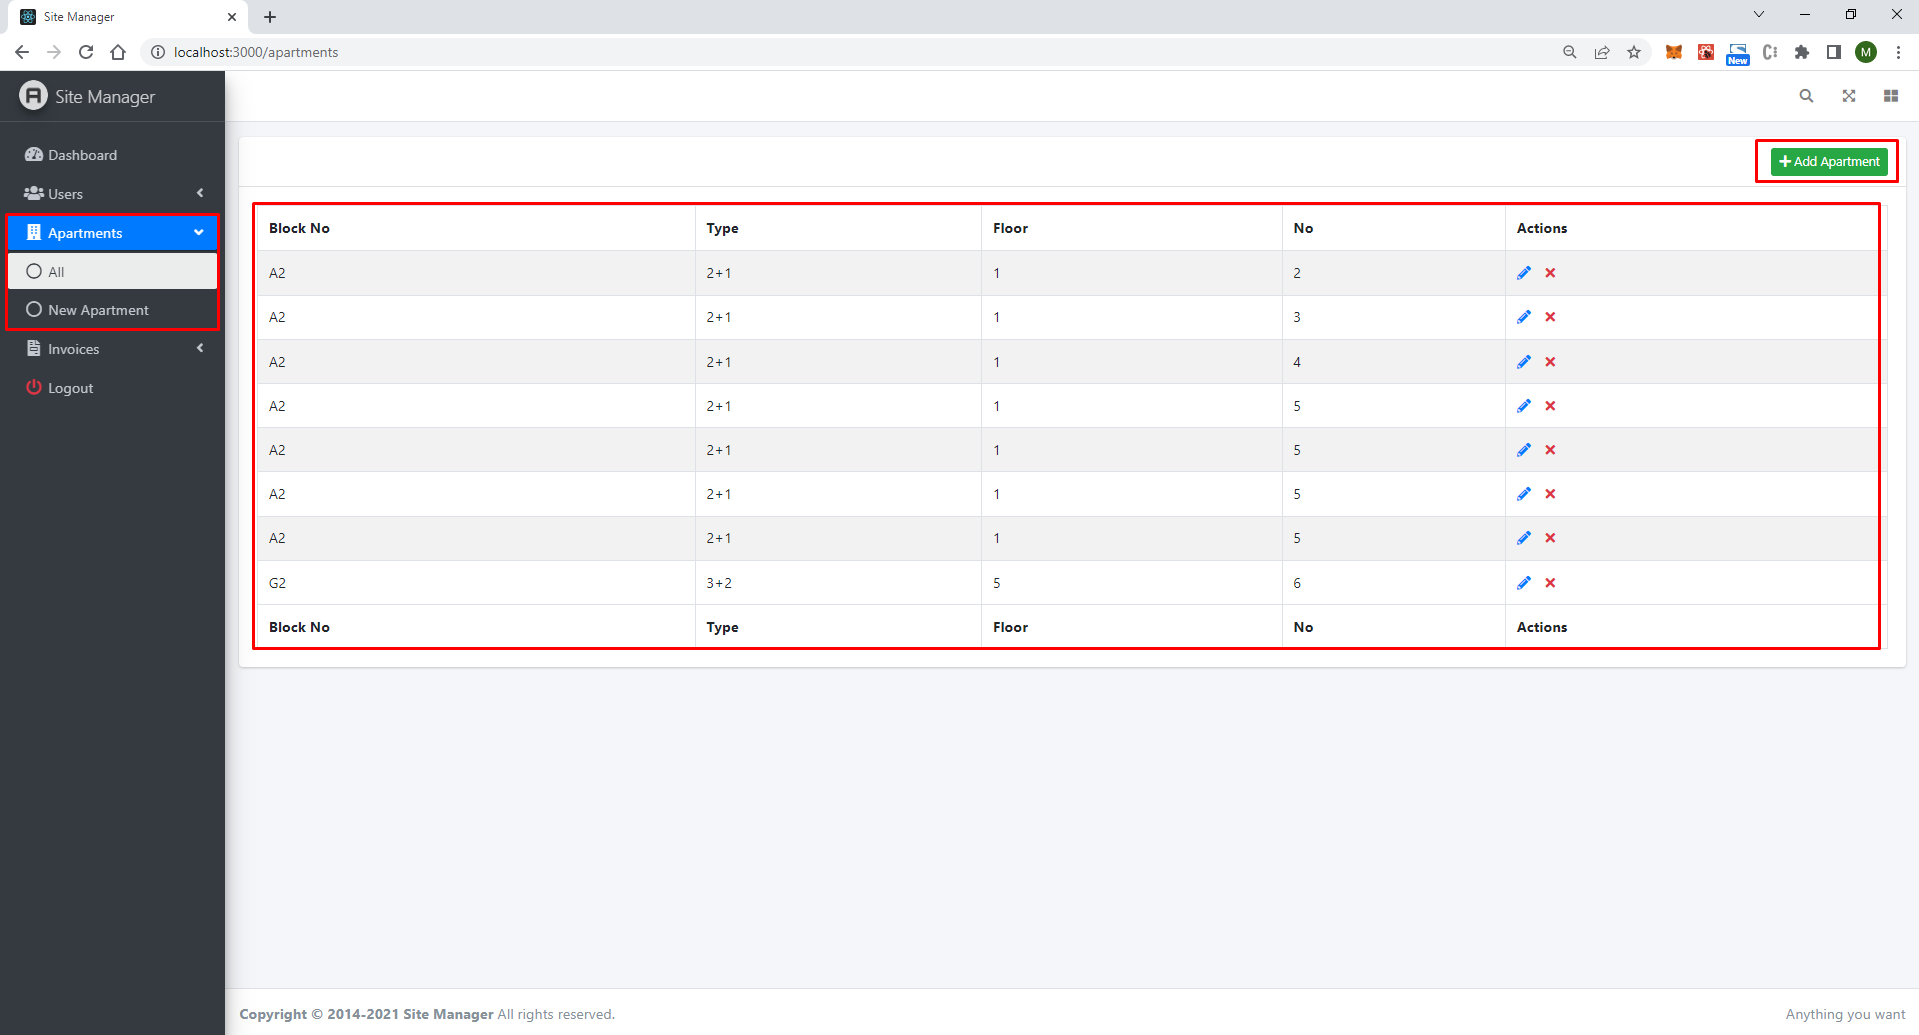 Site Manager
localhost:3000/apartments
New
M
A Site Manager
Dashboard
Users
Apartments
All
New Apartment
Invoices
Logout
Add Apartment
Block No Type Floor No Actions
A2 2+1 1 2
A2 2+1 1 3
A2 2+1 1 4
A2 2+1 1 5
A2 2+1 1 5
A2 2+1 1 5
A2 2+1 1 5
G2 3+2 5 6
Block No Type Floor No Actions
Copyright © 2014-2021 Site Manager All rights reserved.
Anything you want